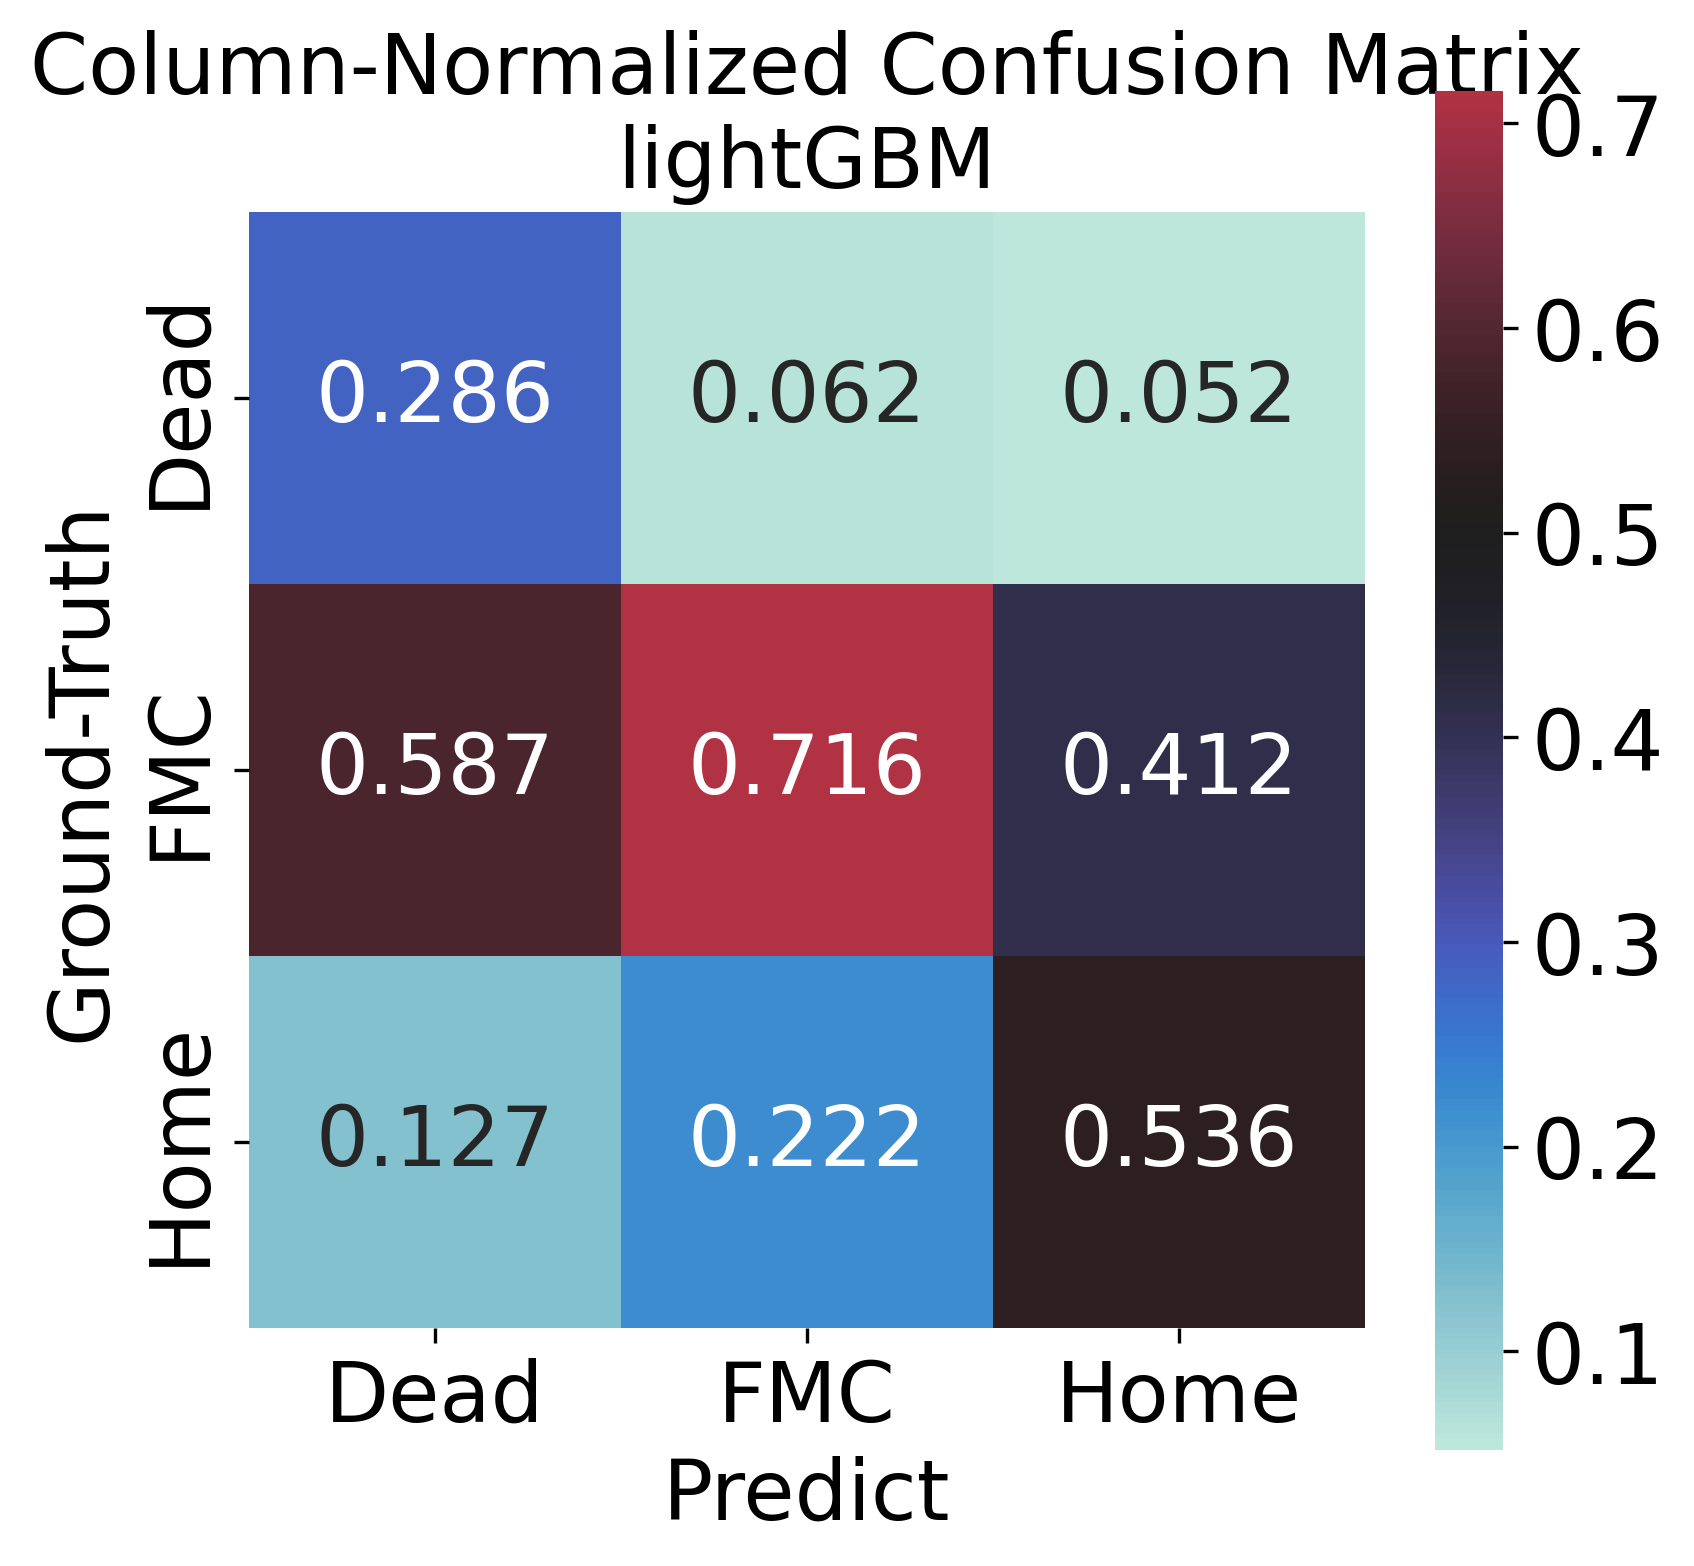 Column-Normalized Confusion Matrix
lightGBM
Ground-Truth
Dead
0.286 0.062 0.052
FMC
0.587 0.716 0.412
Home
0.127 0.222 0.536
Dead FMC Home
Predict
0.7
0.6
0.5
0.4
0.3
0.2
0.1